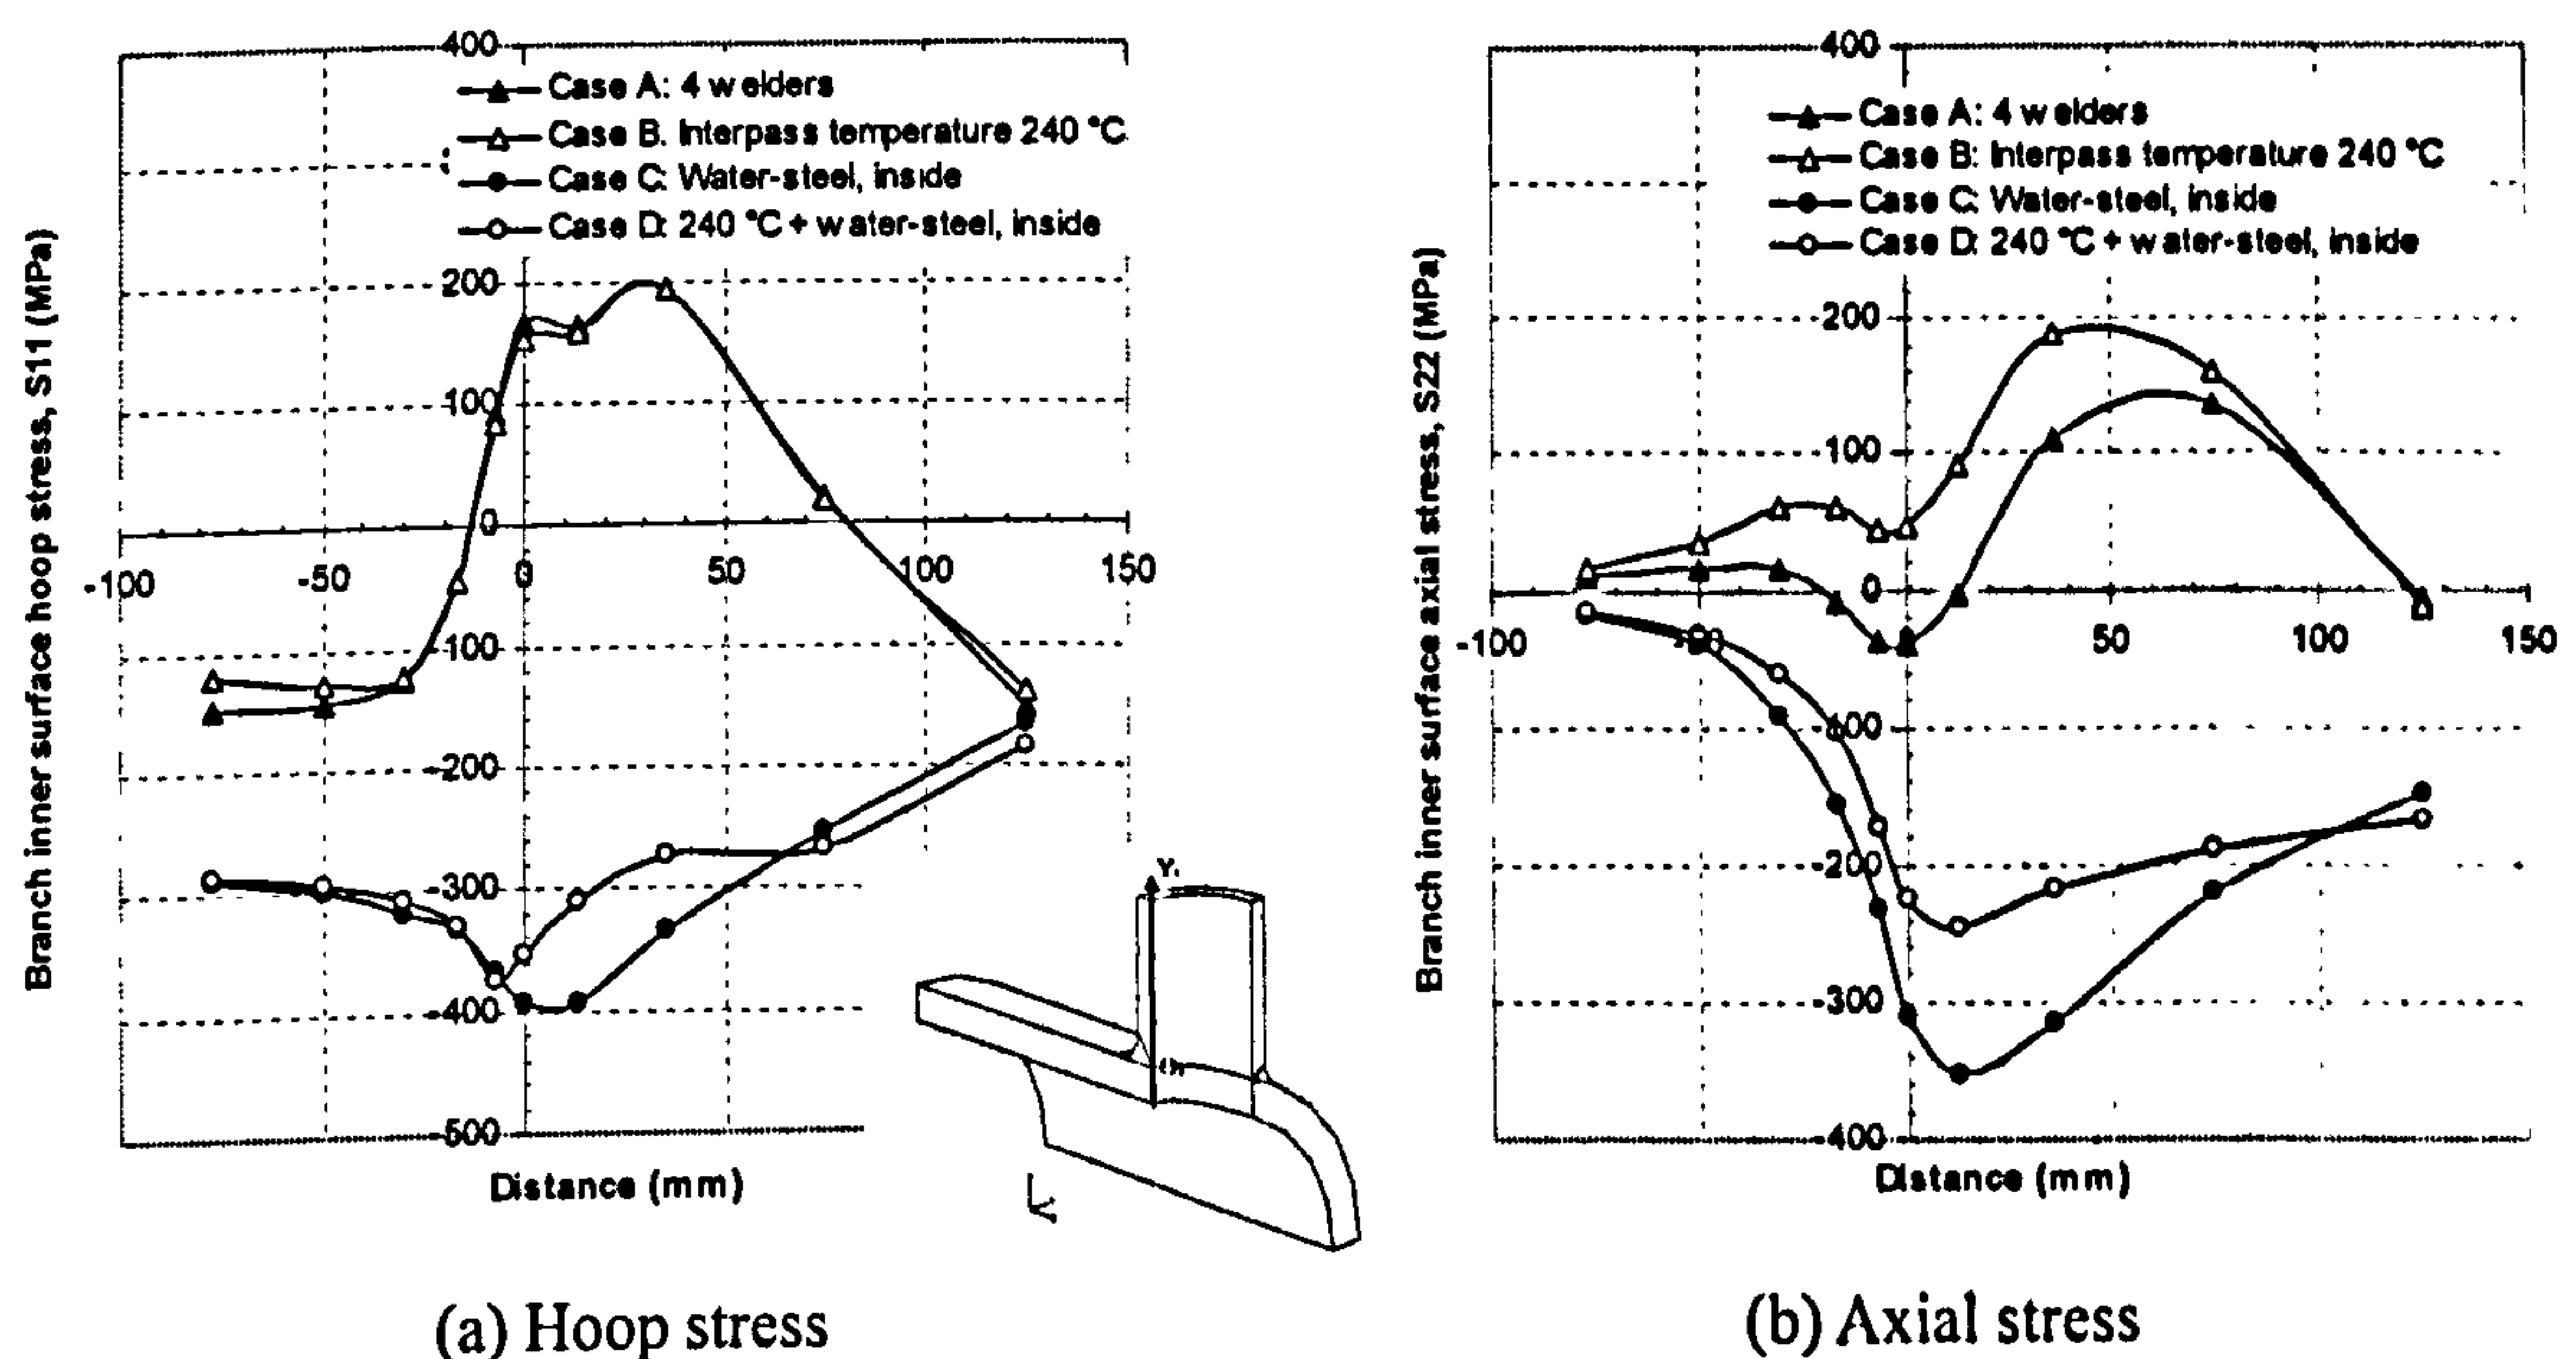 400
Case A: 4 welders
Case B. Interpass temperature 240 °C
Case C: Water-steel, inside
Case D: 240 °C + water-steel, inside
200
100
0
-100 -50 0 50 100 150
-100
-200
-300
-400
-500
Branch inner surface hoop stress, S11 (MPa)
Distance (mm)
Y
(a) Hoop stress
400
Case A: 4 welders
Case B: Interpass temperature 240 °C
Case C: Water-steel, inside
Case D: 240 °C + water-steel, inside
200
100
0
-100 50 100 150
-100
-200
-300
-400
Branch inner surface axial stress, S22 (MPa)
Distance (mm)
(b) Axial stress